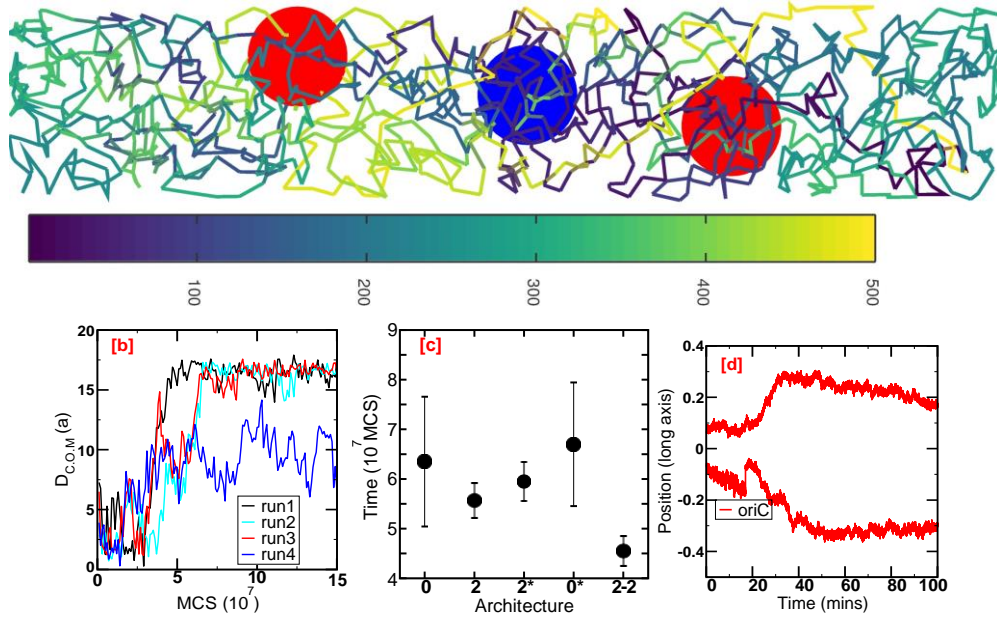 100 200 300 400 500
[b]
20
15
10
5
0
D_C.O.M (a)
run1
run2
run3
run4
0 5 10 15
MCS (10^7)
[c]
9
8
7
6
5
4
Time (10^7 MCS)
0 2 2* 0* 2-2
Architecture
[d]
0.4
0.2
0
-0.2
-0.4
Position (long axis)
oriC
0 20 40 60 80 100
Time (mins)